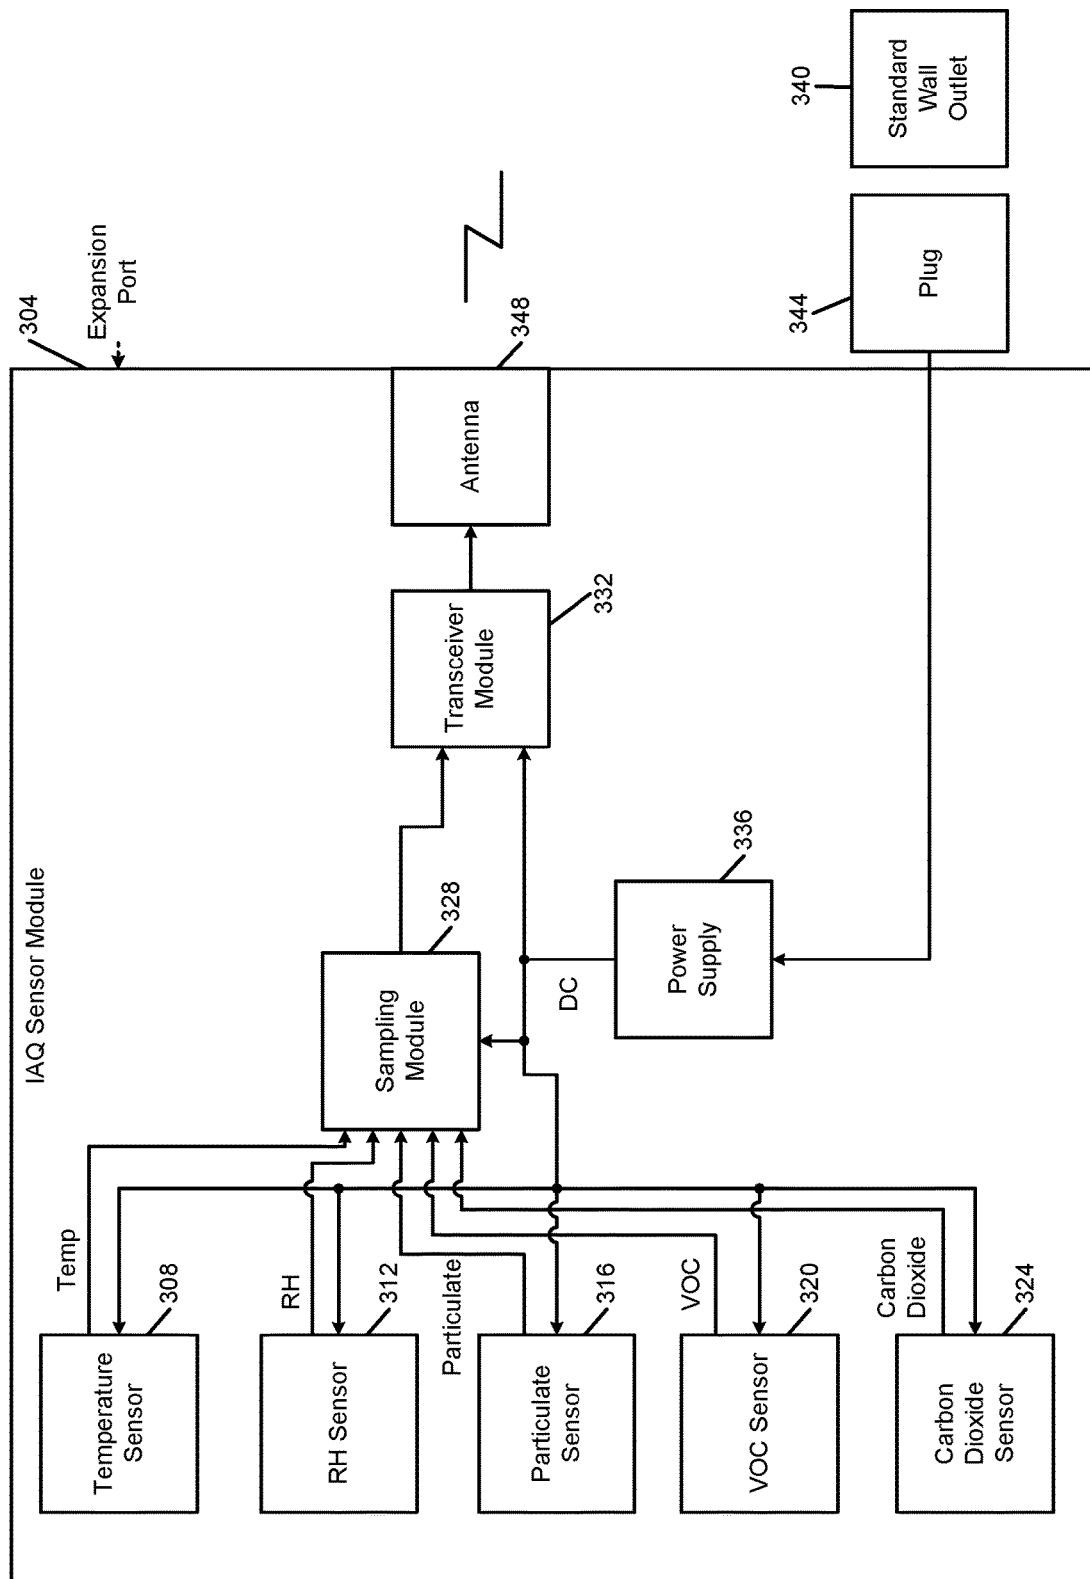 IAQ Sensor Module
304
Expansion
Port
Temperature
Sensor
308
Temp
RH Sensor
312
RH
Particulate
Sensor
316
Particulate
VOC Sensor
320
VOC
Carbon
Dioxide
Sensor
324
Carbon
Dioxide
Sampling
Module
328
Transceiver
Module
332
Antenna
348
DC
Power
Supply
336
Plug
344
Standard
Wall
Outlet
340